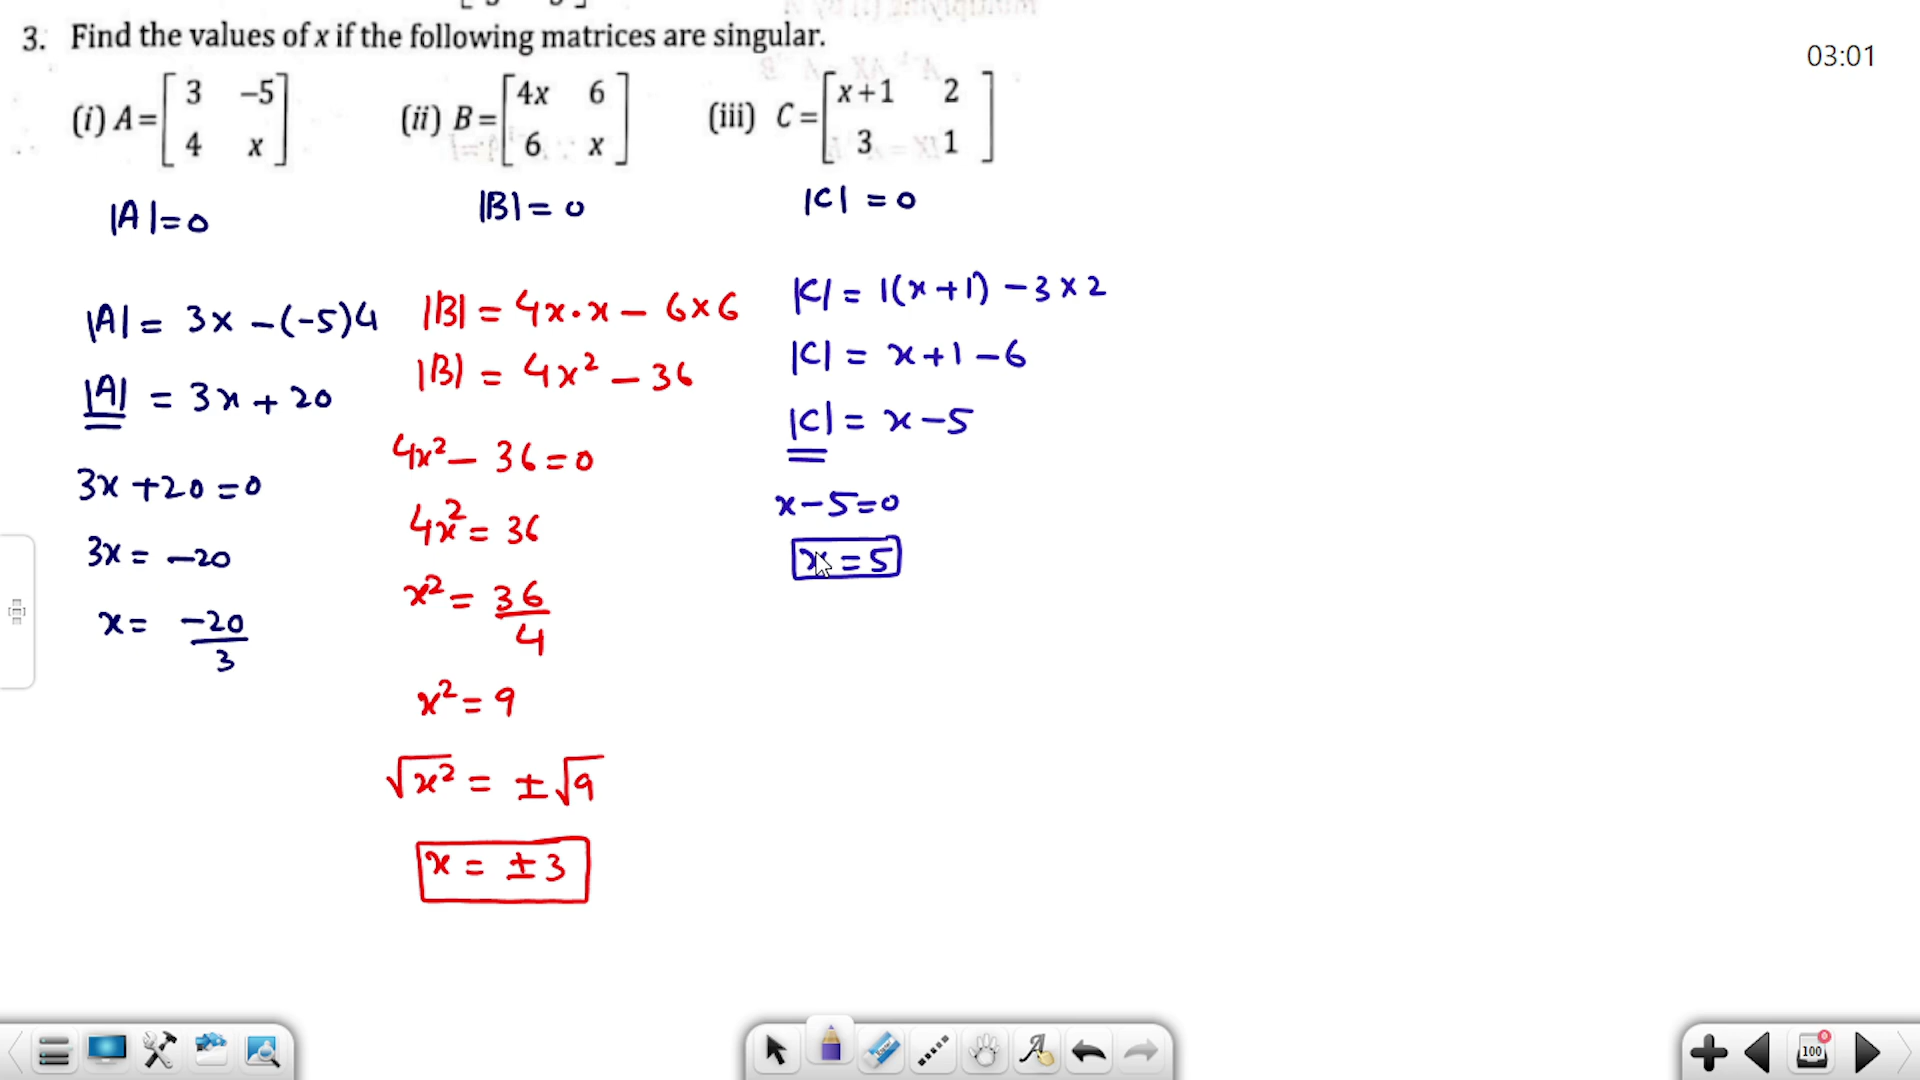 3. Find the values of x if the following matrices are singular.
03:01
(i) A = [3 −5; 4 x]
(ii) B = [4x 6; 6 x]
(iii) C = [x+1 2; 3 1]
|A| = 0
|A| = 3x − (−5)4
|A| = 3x + 20
3x + 20 = 0
3x = −20
x = −20/3
|B| = 0
|B| = 4x·x − 6×6
|B| = 4x² − 36
4x² − 36 = 0
4x² = 36
x² = 36/4
x² = 9
√x² = ±√9
x = ±3
|C| = 0
|C| = 1(x+1) − 3×2
|C| = x+1−6
|C| = x−5
x−5=0
x = 5
100